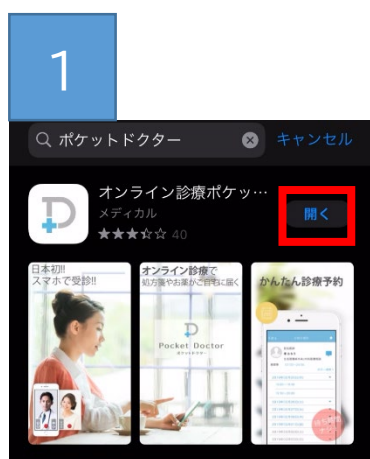 1
ポケットドクター
キャンセル
オンライン診療ポケッ…
メディカル
★★★☆☆ 40
開く
日本初!!
スマホで受診!!
オンライン診療で
処方箋やお薬がご自宅に届く
Pocket Doctor
ポケットドクター
かんたん診療予約